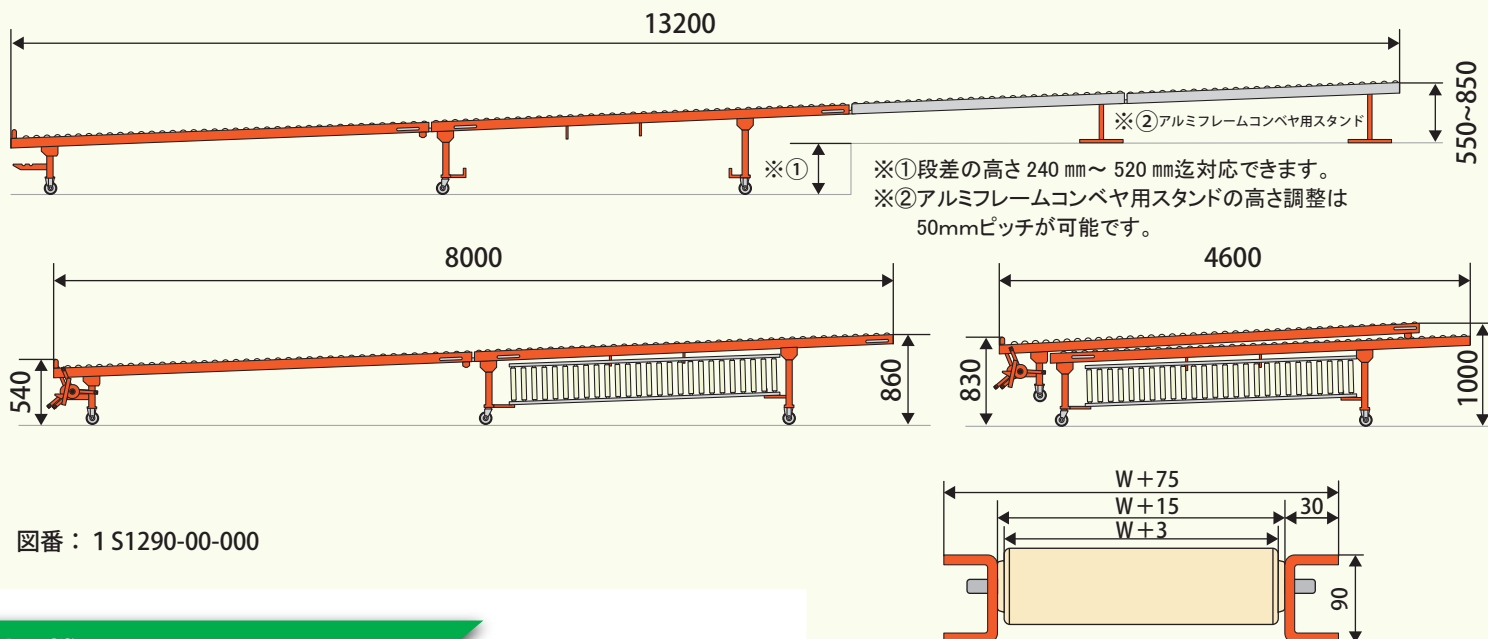 13200
550~850
※②アルミフレームコンベヤ用スタンド
※①
※①段差の高さ 240 ㎜～ 520 ㎜迄対応できます。
※②アルミフレームコンベヤ用スタンドの高さ調整は
50mmピッチが可能です。
8000
540
860
4600
830
1000
W＋75
W＋15
30
W＋3
90
図番： 1 S1290-00-000